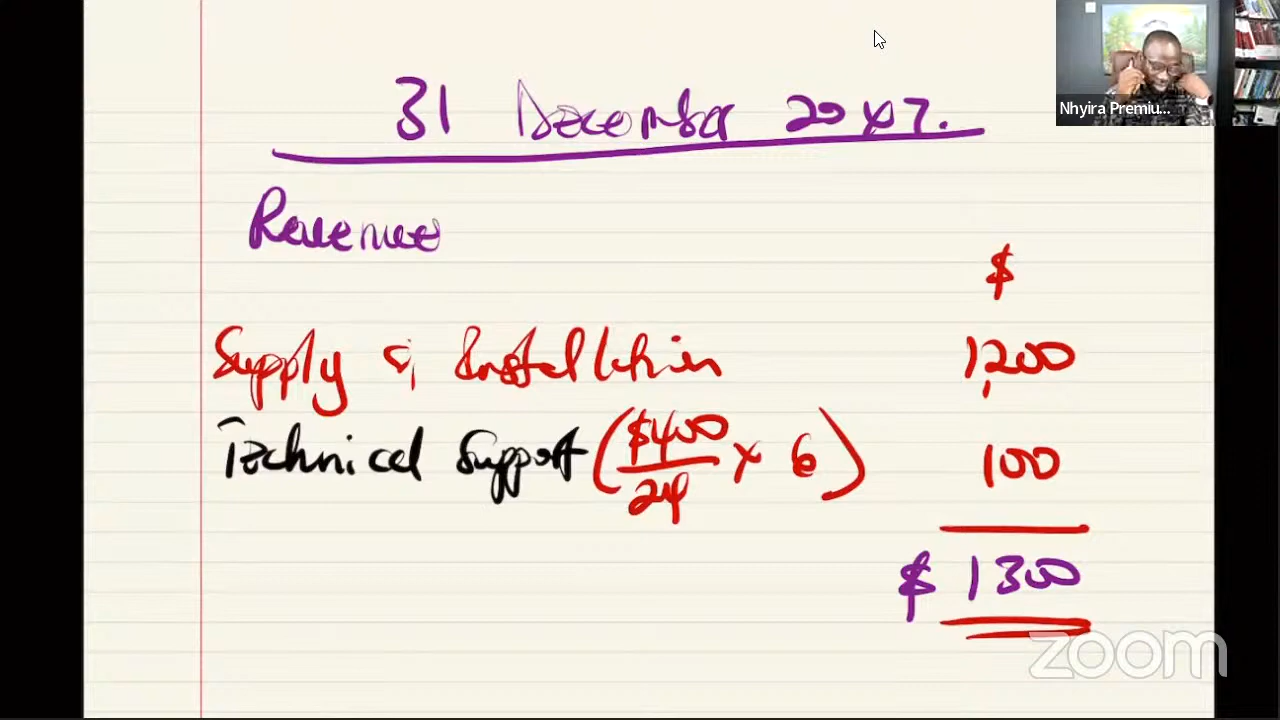 Nhyira Premiu...
31 December 20X7.
Revenue
$
Supply & Installation 1,200
Technical Support ($400/24 x 6) 100
$ 1300
zoom